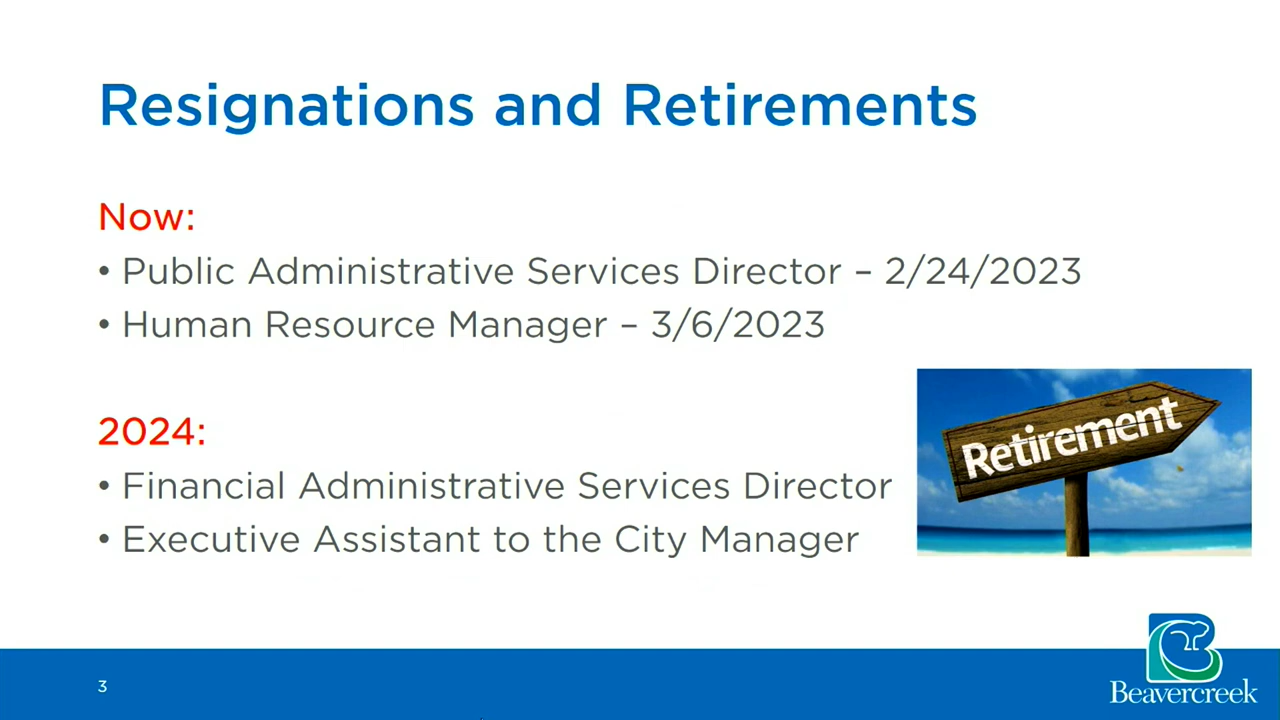 Resignations and Retirements
Now:
• Public Administrative Services Director – 2/24/2023
• Human Resource Manager – 3/6/2023
2024:
• Financial Administrative Services Director
• Executive Assistant to the City Manager
Retirement
3
Beavercreek